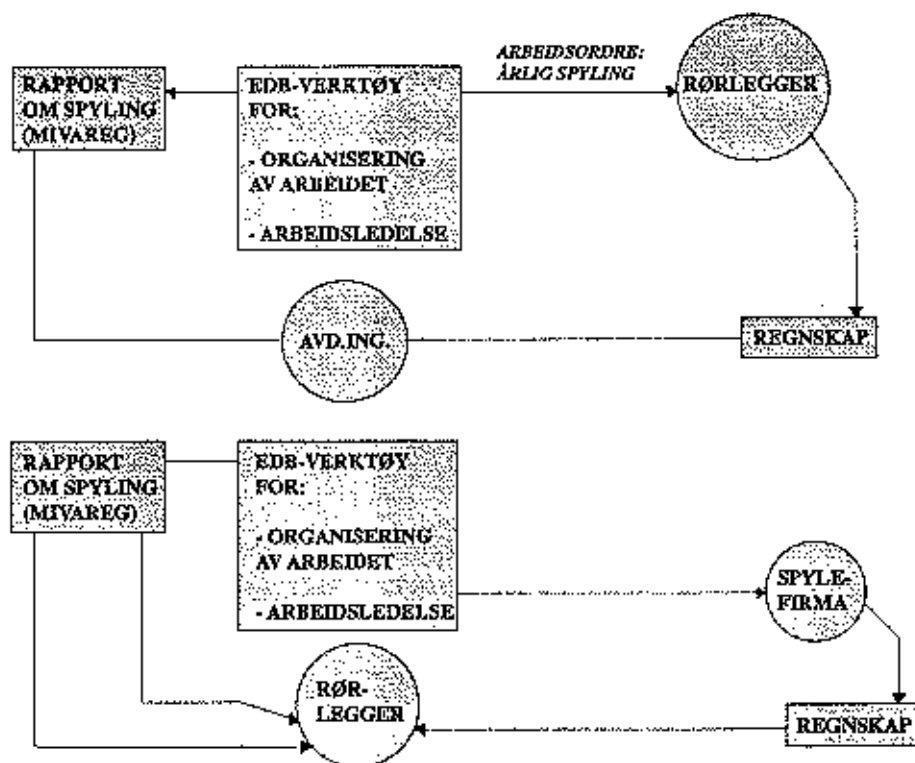 ARBEIDSORDRE:
ÅRLIG SPYLING
RAPPORT
OM SPYLING
(MIVAREG)
EDB-VERKTØY
FOR:
- ORGANISERING
AV ARBEIDET
- ARBEIDSLEDELSE
RØRLEGGER
AVD.ING.
REGNSKAP
RAPPORT
OM SPYLING
(MIVAREG)
EDB-VERKTØY
FOR:
- ORGANISERING
AV ARBEIDET
- ARBEIDSLEDELSE
SPYLE-
FIRMA
RØR-
LEGGER
REGNSKAP